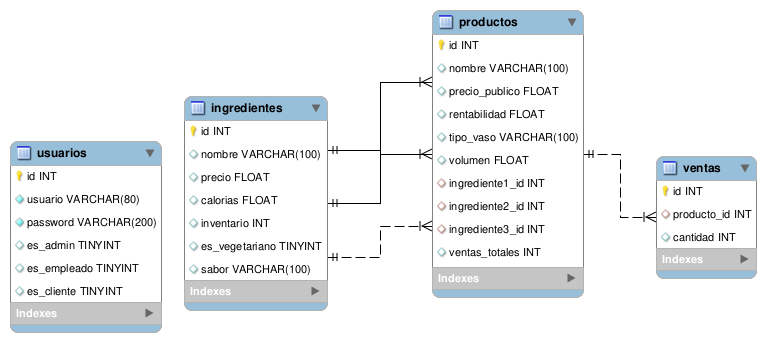 usuarios
id INT
usuario VARCHAR(80)
password VARCHAR(200)
es_admin TINYINT
es_empleado TINYINT
es_cliente TINYINT
Indexes
ingredientes
id INT
nombre VARCHAR(100)
precio FLOAT
calorias FLOAT
inventario INT
es_vegetariano TINYINT
sabor VARCHAR(100)
Indexes
productos
id INT
nombre VARCHAR(100)
precio_publico FLOAT
rentabilidad FLOAT
tipo_vaso VARCHAR(100)
volumen FLOAT
ingrediente1_id INT
ingrediente2_id INT
ingrediente3_id INT
ventas_totales INT
Indexes
ventas
id INT
producto_id INT
cantidad INT
Indexes